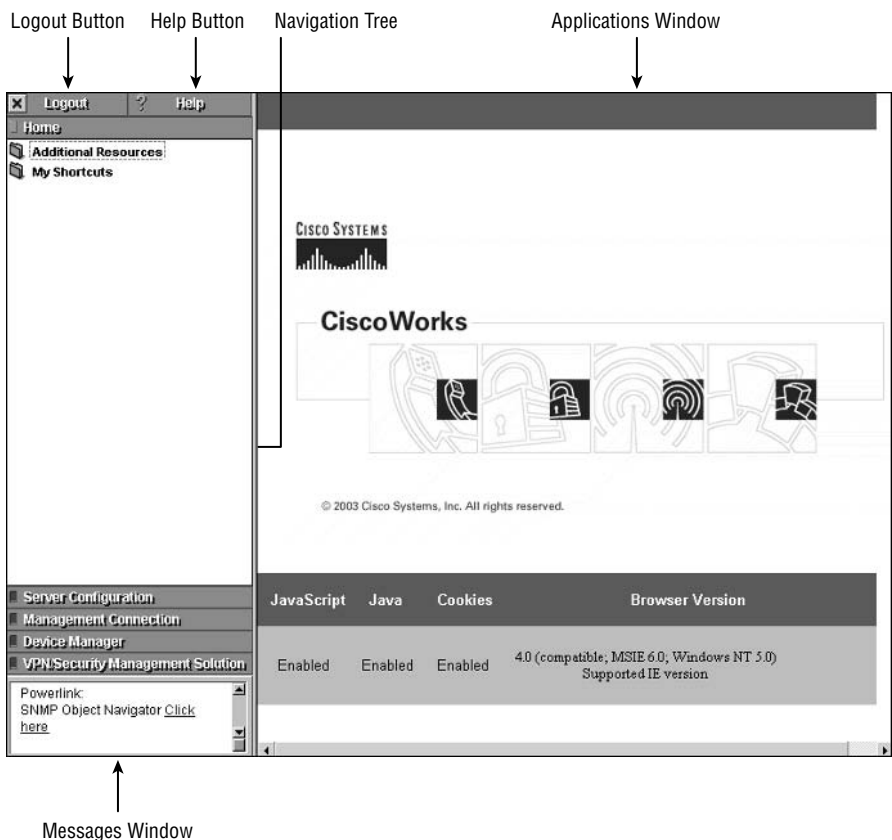 Logout Button Help Button Navigation Tree Applications Window
Logout ? Help
Home
Additional Resources
My Shortcuts
CISCO SYSTEMS
CiscoWorks
© 2003 Cisco Systems, Inc. All rights reserved.
Server Configuration
Management Connection
Device Manager
VPN/Security Management Solution
JavaScript Java Cookies Browser Version
Enabled Enabled Enabled 4.0 (compatible; MSIE 6.0; Windows NT 5.0)
Supported IE version
Powerlink:
SNMP Object Navigator Click
here
Messages Window